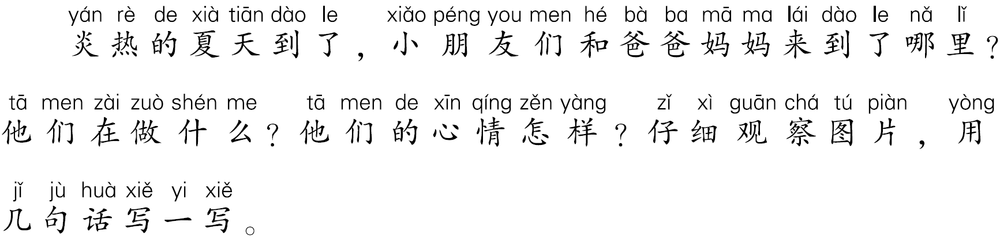 yán rè de xià tiān dào le xiǎo péng you men hé bà ba mā ma lái dào le nǎ lǐ
炎热的夏天到了，小朋友们和爸爸妈妈来到了哪里？
tā men zài zuò shén me tā men de xīn qíng zěn yàng zǐ xì guān chá tú piàn yòng
他们在做什么？他们的心情怎样？仔细观察图片，用
jǐ jù huà xiě yi xiě
几句话写一写。